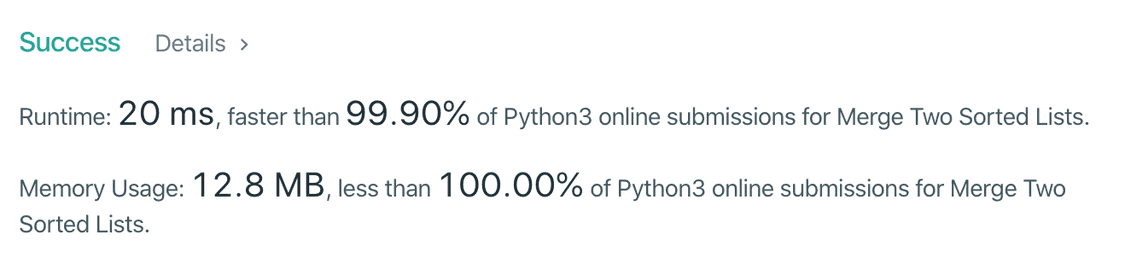 Success Details >
Runtime: 20 ms, faster than 99.90% of Python3 online submissions for Merge Two Sorted Lists.
Memory Usage: 12.8 MB, less than 100.00% of Python3 online submissions for Merge Two
Sorted Lists.